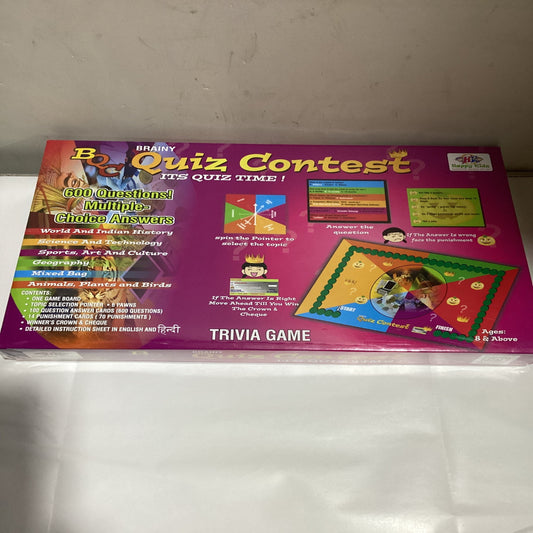 BRAINY
BQC Quiz Contest
ITS QUIZ TIME !
Happy Kidz
600 Questions!
Multiple
Choice Answers
World And Indian History
Science And Technology
Sports, Art And Culture
Geography
Mixed Bag
Animals, Plants and Birds
CONTENTS:
• ONE GAME BOARD
• TOPIC SELECTION POINTER • 6 PAWNS
• 100 QUESTION ANSWER CARDS (600 QUESTIONS)
• 14 PUNISHMENT CARDS ( 70 PUNISHMENTS )
• WINNER'S CROWN & CHEQUE
• DETAILED INSTRUCTION SHEET IN ENGLISH AND हिन्दी
spin the Pointer to
select the topic
Answer the
question
If The Answer Is wrong
face the punishment
If The Answer Is Right
Move Ahead Till You Win
The Crown &
Cheque
START
Quiz Contest
FINISH
TRIVIA GAME
Ages:
8 & Above
BRAINY